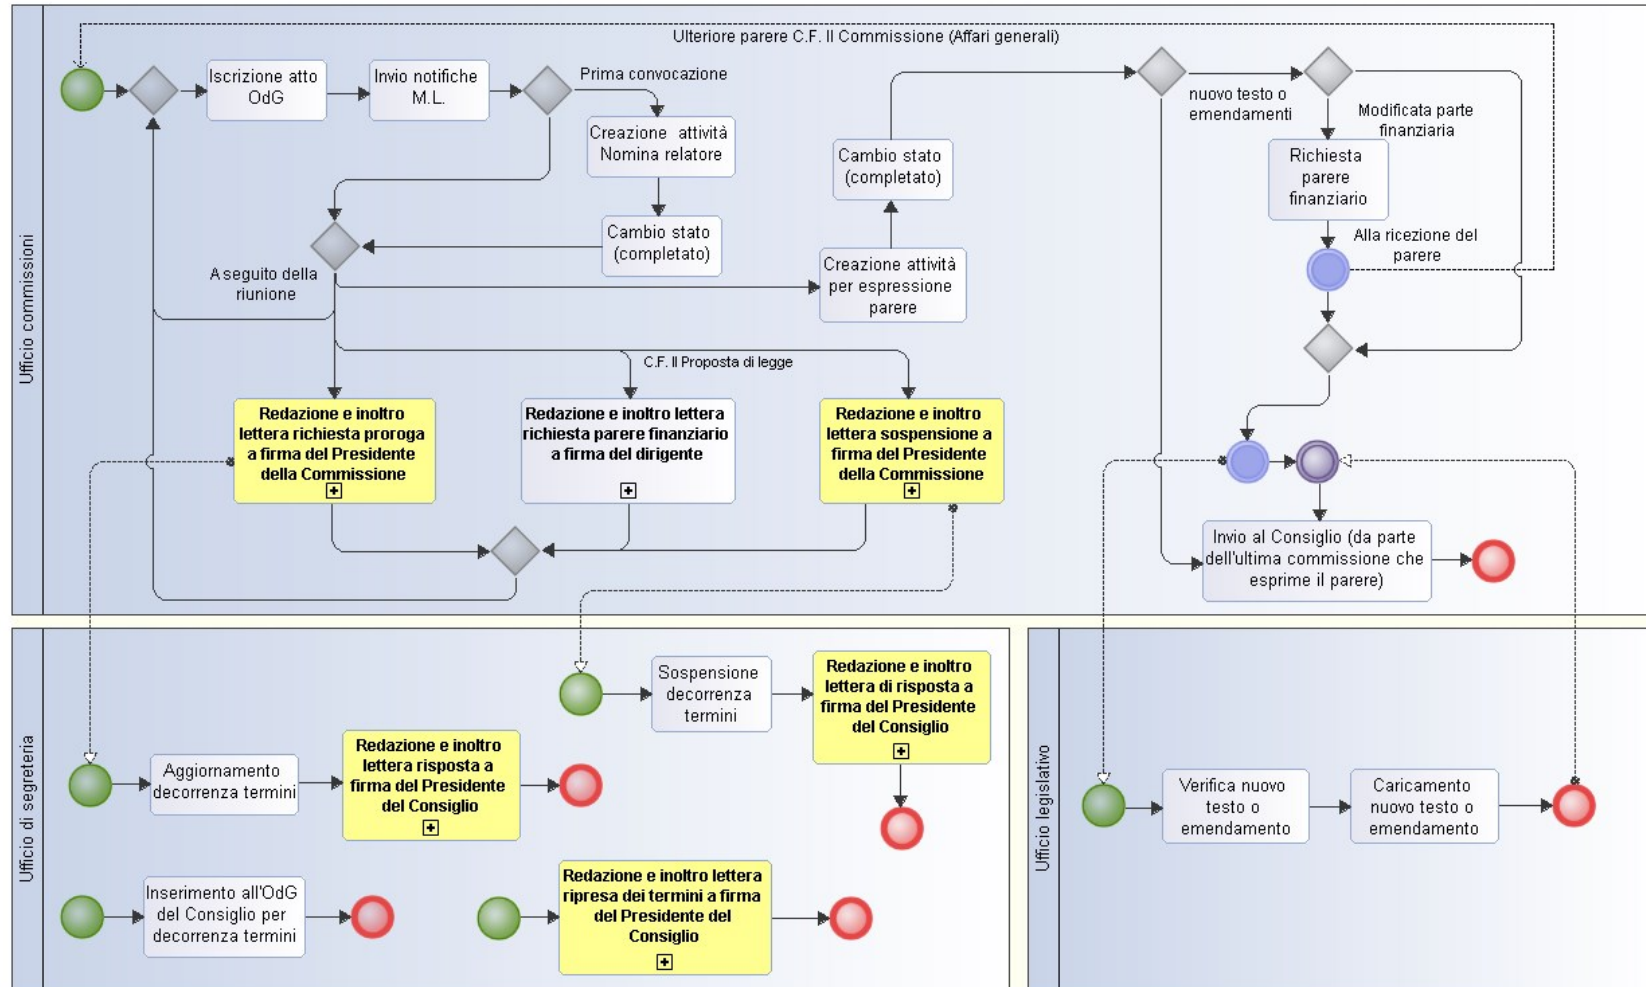 Ufficio commissioni
Ulteriore parere C.F. II Commissione (Affari generali)
Iscrizione atto
OdG
Invio notifiche
M.L.
Prima convocazione
Creazione attività
Nomina relatore
Cambio stato
(completato)
A seguito della
riunione
Cambio stato
(completato)
Creazione attività
per espressione
parere
nuovo testo o
emendamenti
Modificata parte
finanziaria
Richiesta
parere
finanziario
Alla ricezione del
parere
C.F. II Proposta di legge
Redazione e inoltro
lettera richiesta proroga
a firma del Presidente
della Commissione
Redazione e inoltro lettera
richiesta parere finanziario
a firma del dirigente
Redazione e inoltro
lettera sospensione a
firma del Presidente
della Commissione
Invio al Consiglio (da parte
dell'ultima commissione che
esprime il parere)
Ufficio di segreteria
Sospensione
decorrenza
termini
Redazione e inoltro
lettera di risposta a
firma del Presidente
del Consiglio
Aggiornamento
decorrenza termini
Redazione e inoltro
lettera risposta a
firma del Presidente
del Consiglio
Inserimento all'OdG
del Consiglio per
decorrenza termini
Redazione e inoltro lettera
ripresa dei termini a firma
del Presidente del
Consiglio
Ufficio legislativo
Verifica nuovo
testo o
emendamento
Caricamento
nuovo testo o
emendamento